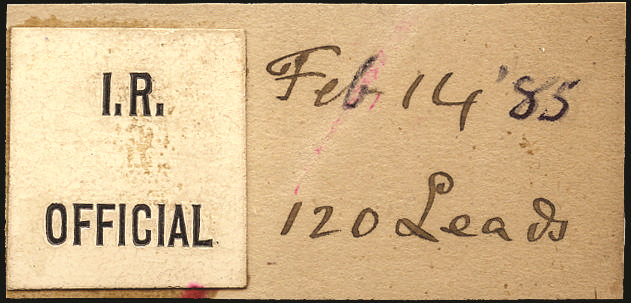 I.R.
OFFICIAL
Feb 14 '85
120 Leads